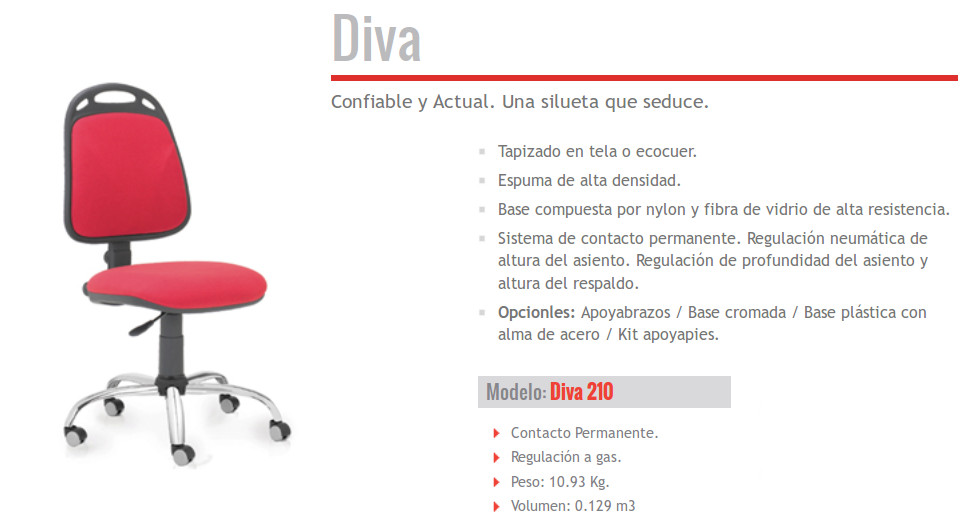 Diva
Confiable y Actual. Una silueta que seduce.
Tapizado en tela o ecocuer.
Espuma de alta densidad.
Base compuesta por nylon y fibra de vidrio de alta resistencia.
Sistema de contacto permanente. Regulación neumática de
altura del asiento. Regulación de profundidad del asiento y
altura del respaldo.
Opcionles: Apoyabrazos / Base cromada / Base plástica con
alma de acero / Kit apoyapies.
Modelo: Diva 210
Contacto Permanente.
Regulación a gas.
Peso: 10.93 Kg.
Volumen: 0.129 m3